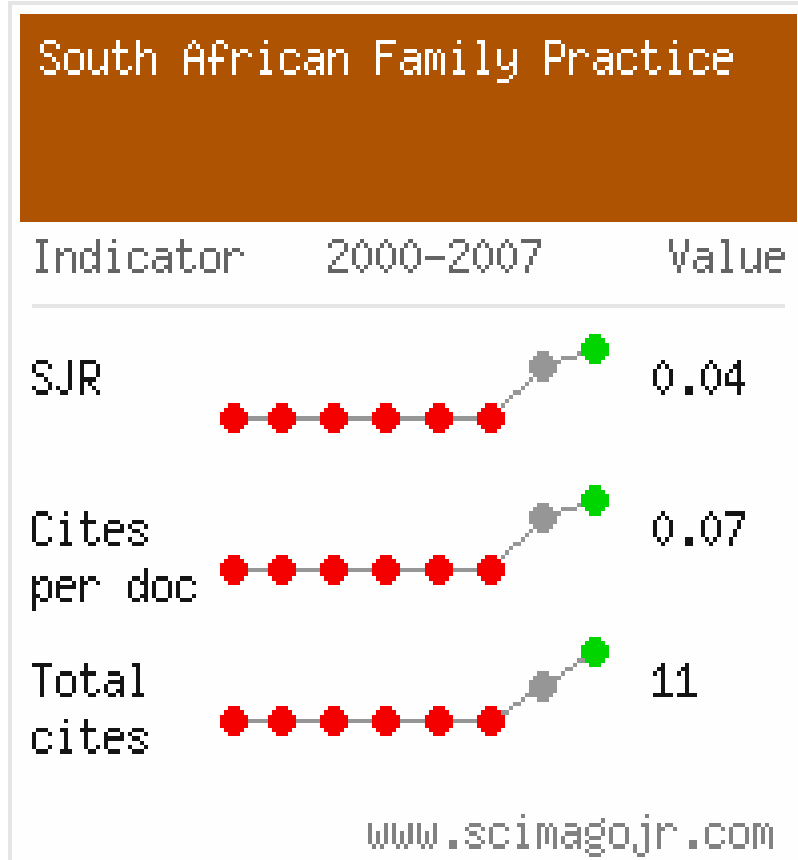 South African Family Practice
Indicator 2000-2007 Value
SJR 0.04
Cites
per doc 0.07
Total
cites 11
www.scimagojr.com